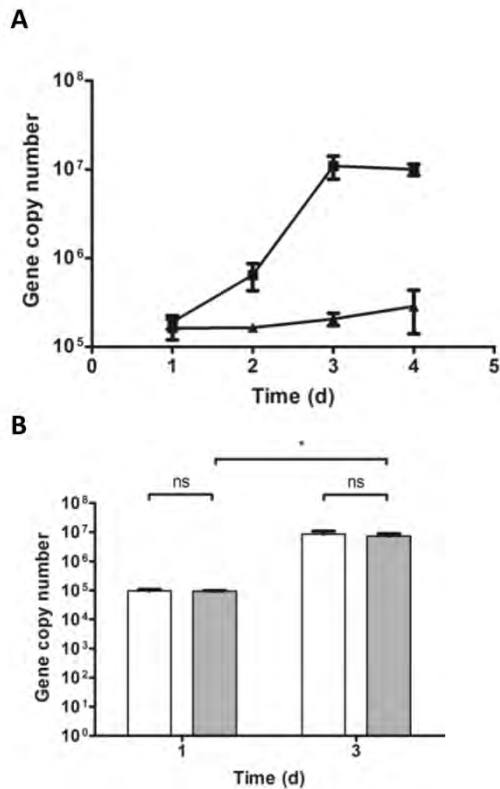 A
10⁸
10⁷
10⁶
10⁵
Gene copy number
0 1 2 3 4 5
Time (d)
B
*
ns ns
10⁸
10⁷
10⁶
10⁵
10⁴
10³
10²
10¹
10⁰
Gene copy number
1 3
Time (d)